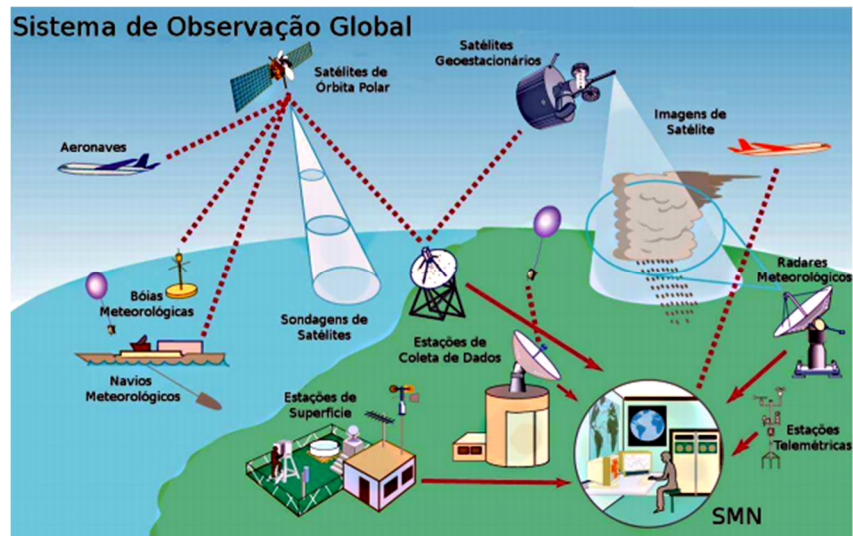 Sistema de Observação Global
Satélites de
Órbita Polar
Satélites
Geoestacionários
Imagens de
Satélite
Aeronaves
Bóias
Meteorológicas
Navios
Meteorológicos
Sondagens de
Satélites
Estações de
Coleta de Dados
Radares
Meteorológicos
Estações de
Superfície
Estações
Telemétricas
SMN